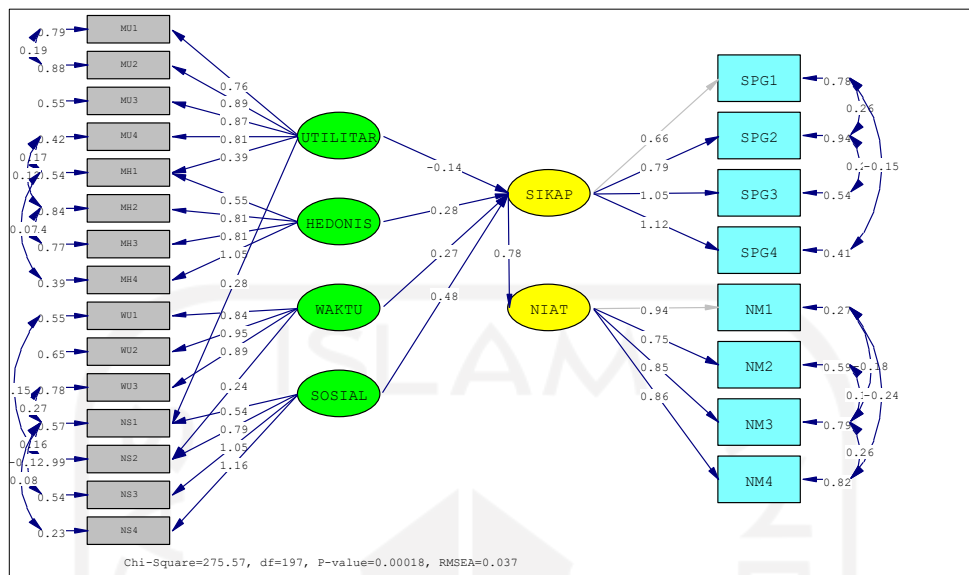 MU1
MU2
MU3
MU4
MH1
MH2
MH3
MH4
WU1
WU2
WU3
NS1
NS2
NS3
NS4
0.79
0.19
0.88
0.55
0.42
0.17
0.54
0.84
0.77
0.39
0.55
0.65
0.78
0.27
0.57
0.16
0.08
0.54
0.23
0.76
0.89
0.87
0.81
0.39
0.55
0.81
0.81
1.05
0.28
0.84
0.95
0.89
0.24
0.54
0.79
1.05
1.16
UTILITAR
HEDONIS
WAKTU
SOSIAL
-0.14
0.28
0.27
0.48
SIKAP
0.78
NIAT
0.66
0.79
1.05
1.12
0.94
0.75
0.85
0.86
SPG1
SPG2
SPG3
SPG4
NM1
NM2
NM3
NM4
0.78
0.26
0.94
-0.15
0.54
0.41
0.27
-0.18
0.59
-0.24
0.79
0.26
0.82
ISLAM
Chi-Square=275.57, df=197, P-value=0.00018, RMSEA=0.037